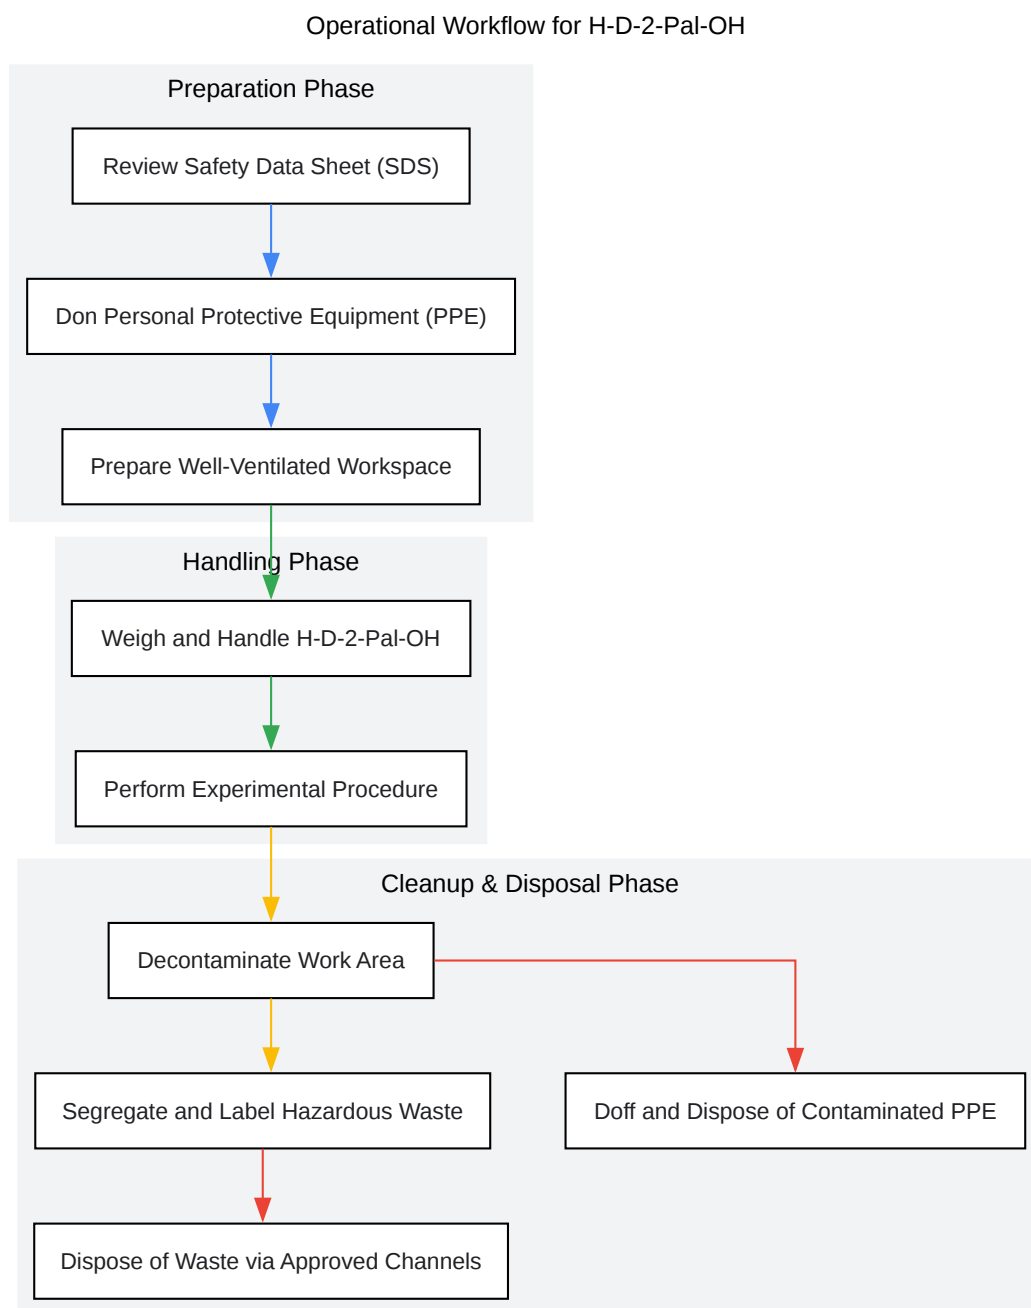 Operational Workflow for H-D-2-Pal-OH
Preparation Phase
Review Safety Data Sheet (SDS)
Don Personal Protective Equipment (PPE)
Prepare Well-Ventilated Workspace
Handling Phase
Weigh and Handle H-D-2-Pal-OH
Perform Experimental Procedure
Cleanup & Disposal Phase
Decontaminate Work Area
Segregate and Label Hazardous Waste
Doff and Dispose of Contaminated PPE
Dispose of Waste via Approved Channels